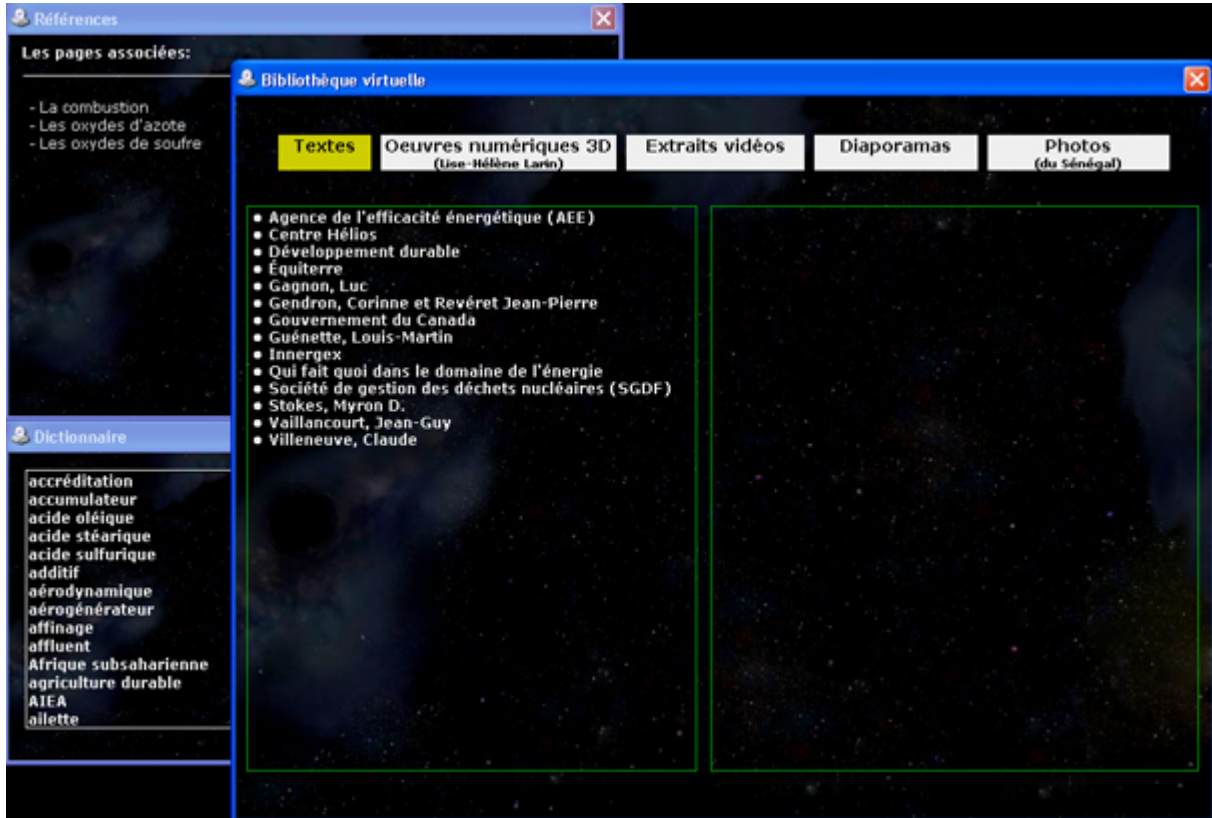 Références
Les pages associées:
- La combustion
- Les oxydes d'azote
- Les oxydes de soufre
Bibliothèque virtuelle
Textes
Oeuvres numériques 3D
(Lise-Hélène Larin)
Extraits vidèos
Diaporamas
Photos
(du Sénégal)
• Agence de l'efficacité énergétique (AEE)
• Centre Hélios
• Développement durable
• Équiterre
• Gagnon, Luc
• Gendron, Corinne et Revéret Jean-Pierre
• Gouvernement du Canada
• Guénette, Louis-Martin
• Innergex
• Qui fait quoi dans le domaine de l'énergie
• Société de gestion des déchets nucléaires (SGDF)
• Stokes, Myron D.
• Vaillancourt, Jean-Guy
• Villeneuve, Claude
Dictionnaire
accréditation
accumulateur
acide oléique
acide stéarique
acide sulfurique
additif
aérodynamique
aérogénérateur
affinage
affluent
Afrique subsaharienne
agriculture durable
AIEA
ailette